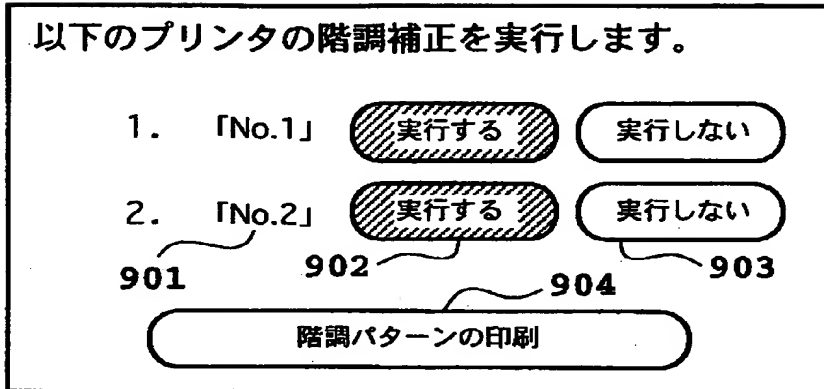 以下のプリンタの階調補正を実行します。
1. 「No.1」 実行する 実行しない
2. 「No.2」 実行する 実行しない
901 902 904 903
階調パターンの印刷